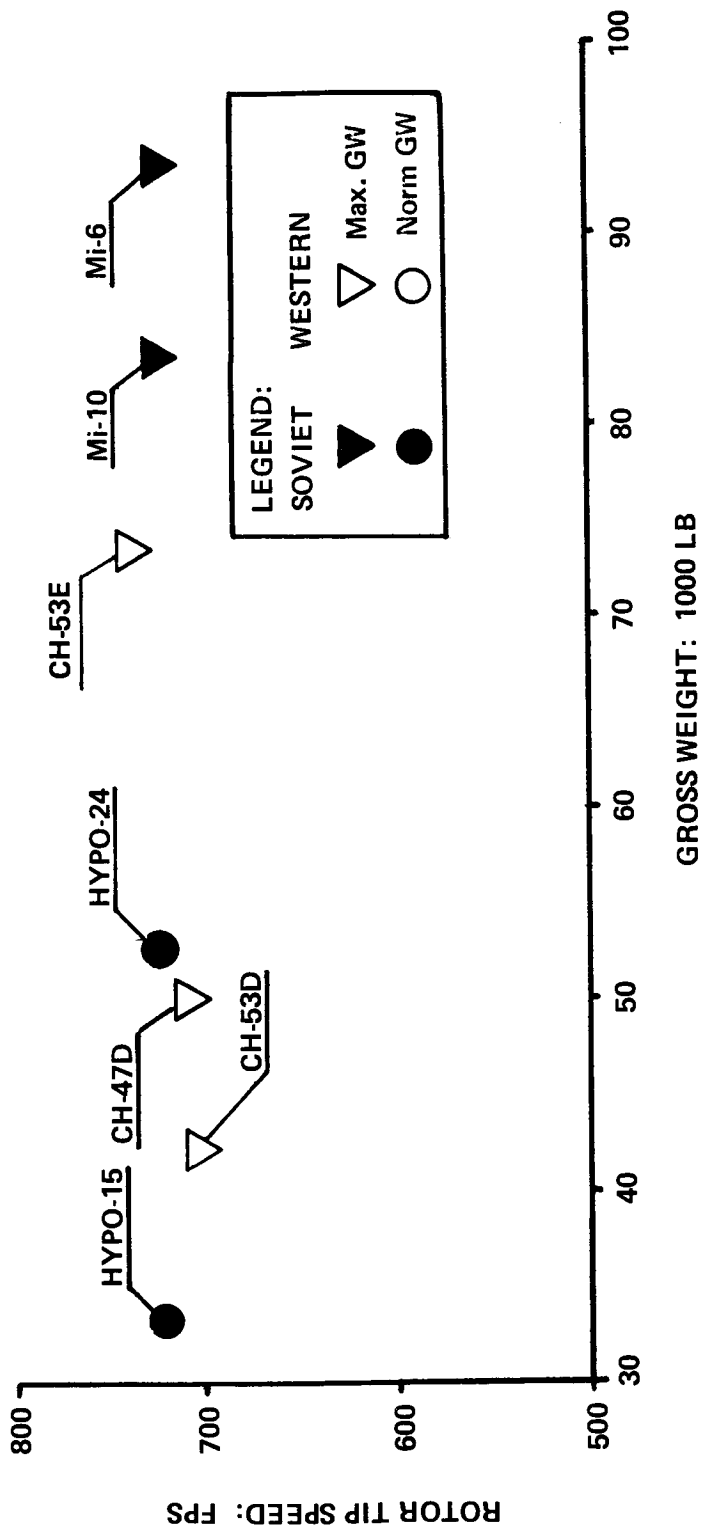 800
700
600
500
ROTOR TIP SPEED: FPS
30
40
50
60
70
80
90
100
GROSS WEIGHT: 1000 LB
HYPO-15
CH-47D
CH-53D
HYPO-24
CH-53E
Mi-10
Mi-6
LEGEND:
SOVIET WESTERN
Max. GW
Norm GW